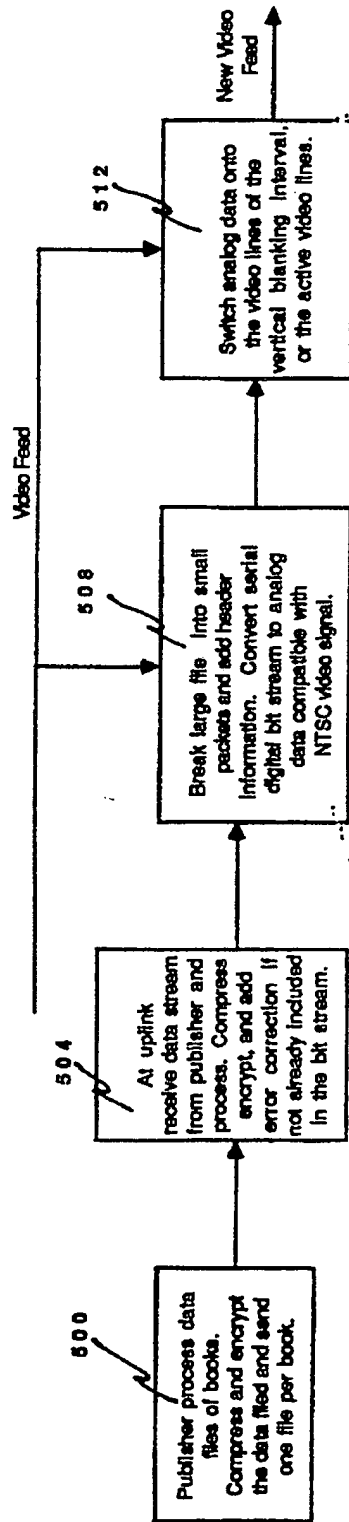 500
Publisher process data
files of books.
Compress and encrypt
the data filed and send
one file per book.
504
At uplink
receive data stream
from publisher and
process. Compress
encrypt, and add
error correction if
not already included
in the bit stream.
Video Feed
508
Break large file into small
packets and add header
information. Convert serial
digital bit stream to analog
data compatible with
NTSC video signal.
512
Switch analog data onto
the video lines of the
vertical blanking interval,
or the active video lines.
New Video
Feed